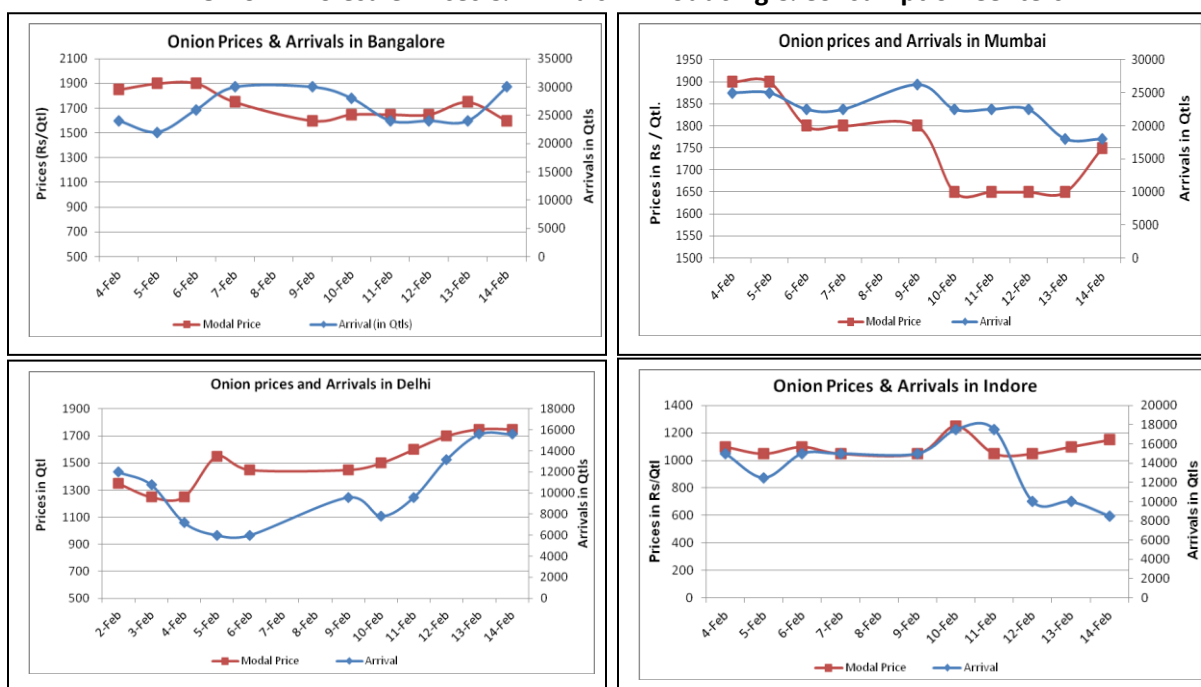 Onion Prices & Arrivals in Bangalore
2100
1900
1700
1500
1300
1100
900
700
500
Prices (Rs/Qtl)
35000
30000
25000
20000
15000
10000
5000
0
Arrivals in Qtls
4-Feb
5-Feb
6-Feb
7-Feb
8-Feb
9-Feb
10-Feb
11-Feb
12-Feb
13-Feb
14-Feb
Modal Price
Arrival (in Qtls)
Onion prices and Arrivals in Mumbai
1950
1900
1850
1800
1750
1700
1650
1600
1550
1500
Prices in Rs / Qtl.
30000
25000
20000
15000
10000
5000
0
Arrivals in Qtls
4-Feb
5-Feb
6-Feb
7-Feb
8-Feb
9-Feb
10-Feb
11-Feb
12-Feb
13-Feb
14-Feb
Modal Price
Arrival
Onion prices and Arrivals in Delhi
1900
1700
1500
1300
1100
900
700
500
Prices in Qtl
18000
16000
14000
12000
10000
8000
6000
4000
2000
0
Arrivals in Qtls
2-Feb
3-Feb
4-Feb
5-Feb
6-Feb
7-Feb
8-Feb
9-Feb
10-Feb
11-Feb
12-Feb
13-Feb
14-Feb
Modal Price
Arrival
Onion Prices & Arrivals in Indore
1400
1200
1000
800
600
400
200
0
Prices in Rs/Qtl
20000
18000
16000
14000
12000
10000
8000
6000
4000
2000
0
Arrivals in Qtls
4-Feb
5-Feb
6-Feb
7-Feb
8-Feb
9-Feb
10-Feb
11-Feb
12-Feb
13-Feb
14-Feb
Modal Price
Arrival